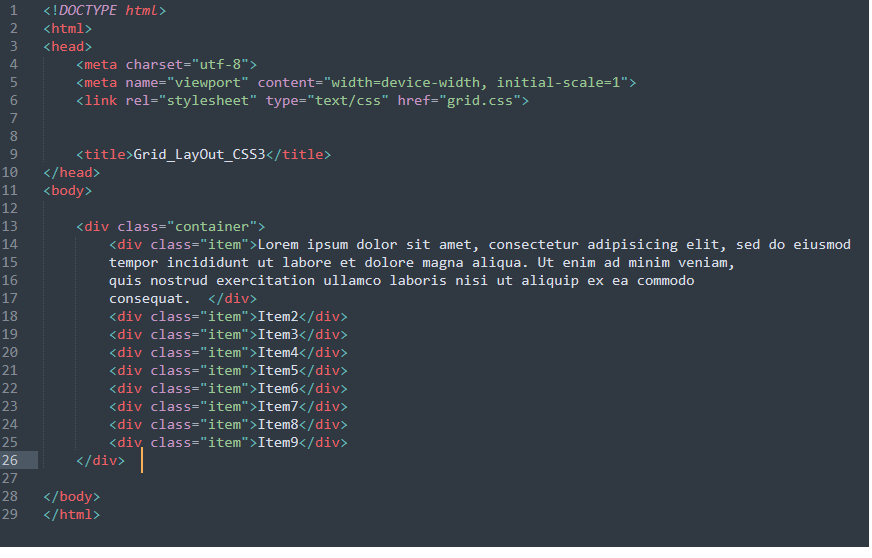 1 <!DOCTYPE html>
2 <html>
3 <head>
4     <meta charset="utf-8">
5     <meta name="viewport" content="width=device-width, initial-scale=1">
6     <link rel="stylesheet" type="text/css" href="grid.css">
7
8
9     <title>Grid_LayOut_CSS3</title>
10 </head>
11 <body>
12
13     <div class="container">
14         <div class="item">Lorem ipsum dolor sit amet, consectetur adipisicing elit, sed do eiusmod
15         tempor incididunt ut labore et dolore magna aliqua. Ut enim ad minim veniam,
16         quis nostrud exercitation ullamco laboris nisi ut aliquip ex ea commodo
17         consequat.  </div>
18         <div class="item">Item2</div>
19         <div class="item">Item3</div>
20         <div class="item">Item4</div>
21         <div class="item">Item5</div>
22         <div class="item">Item6</div>
23         <div class="item">Item7</div>
24         <div class="item">Item8</div>
25         <div class="item">Item9</div>
26     </div>
27
28 </body>
29 </html>